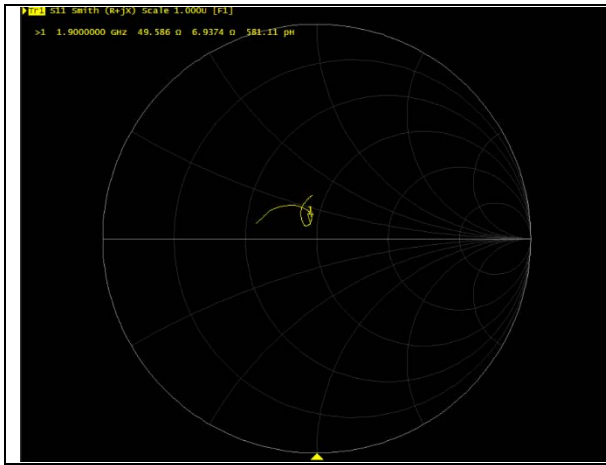 Tr1 S11 Smith (R+jX) Scale 1.000u [F1]
>1 1.9000000 GHz 49.586 Ω 6.9374 Ω 581.11 pH
1